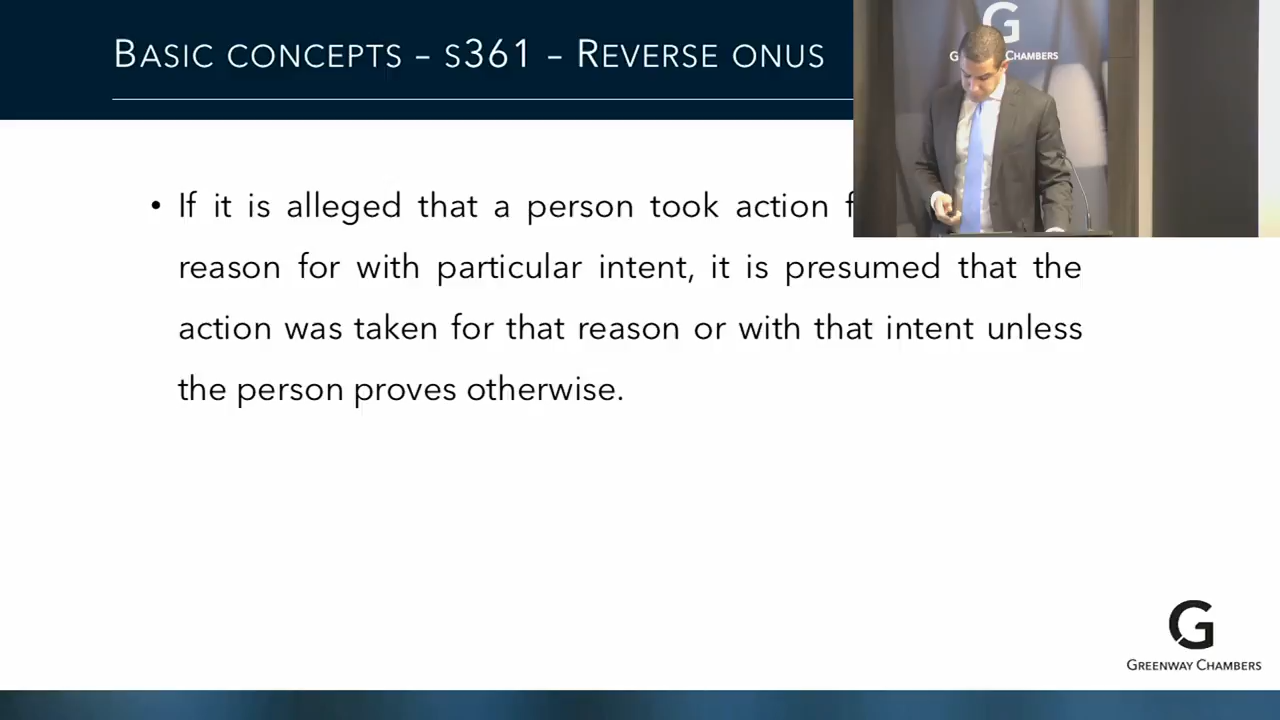 BASIC CONCEPTS – S361 – REVERSE ONUS
G
CHAMBERS
• If it is alleged that a person took action
reason for with particular intent, it is presumed that the
action was taken for that reason or with that intent unless
the person proves otherwise.
G
GREENWAY CHAMBERS